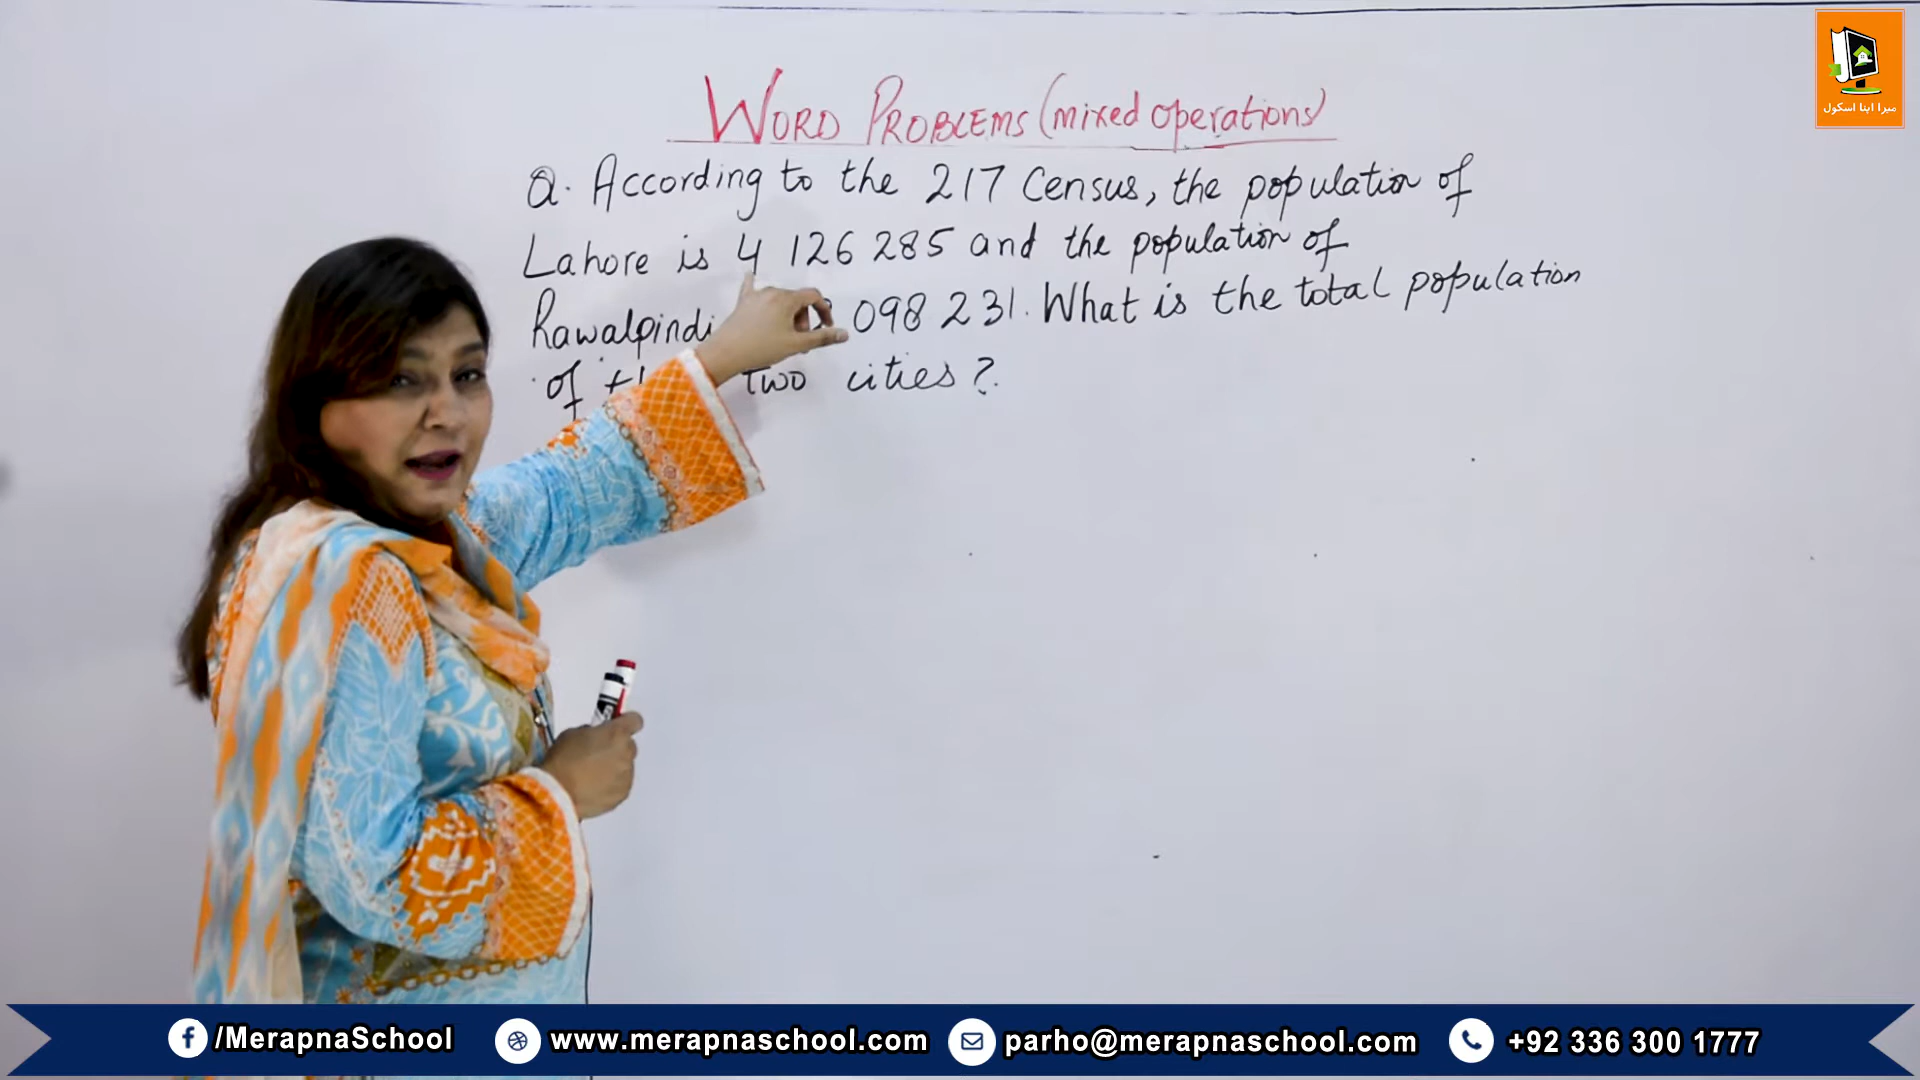 میرا اپنا اسکول
WORD PROBLEMS (mixed operations)
Q. According to the 217 Census, the population of
Lahore is 4 126 285 and the population of
Rawalpindi 098 231. What is the total population
of two cities?
/MerapnaSchool
www.merapnaschool.com
parho@merapnaschool.com
+92 336 300 1777